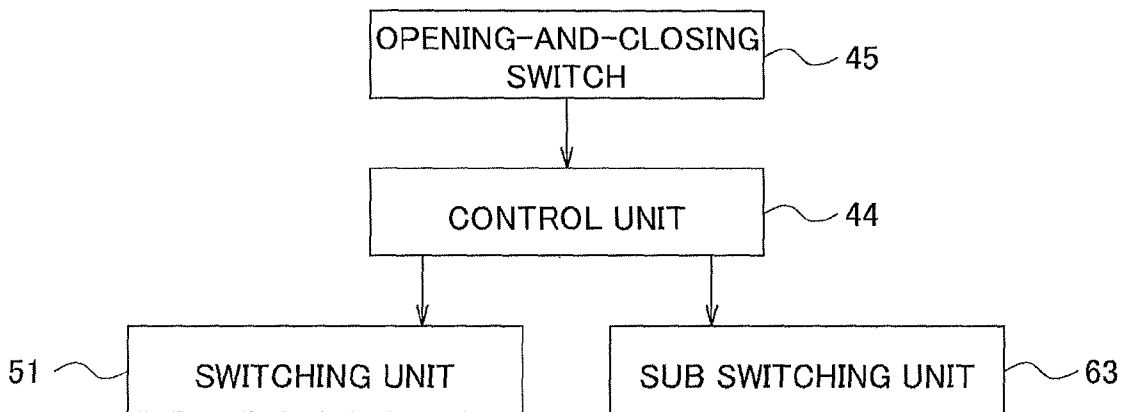 OPENING-AND-CLOSING
SWITCH
45
CONTROL UNIT
44
51
SWITCHING UNIT
SUB SWITCHING UNIT
63